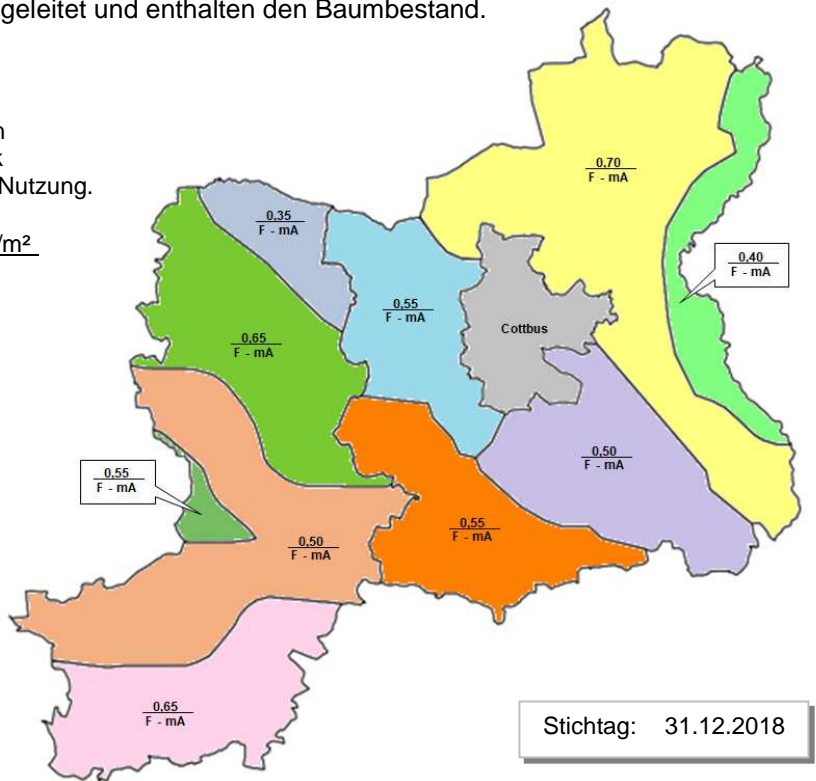 geleitet und enthalten den Baumbestand.
Nutzung.
/m²
0,70
F - mA
0,35
F - mA
0,40
F - mA
0,55
F - mA
Cottbus
0,65
F - mA
0,50
F - mA
0,55
F - mA
0,55
F - mA
0,50
F - mA
0,65
F - mA
Stichtag: 31.12.2018